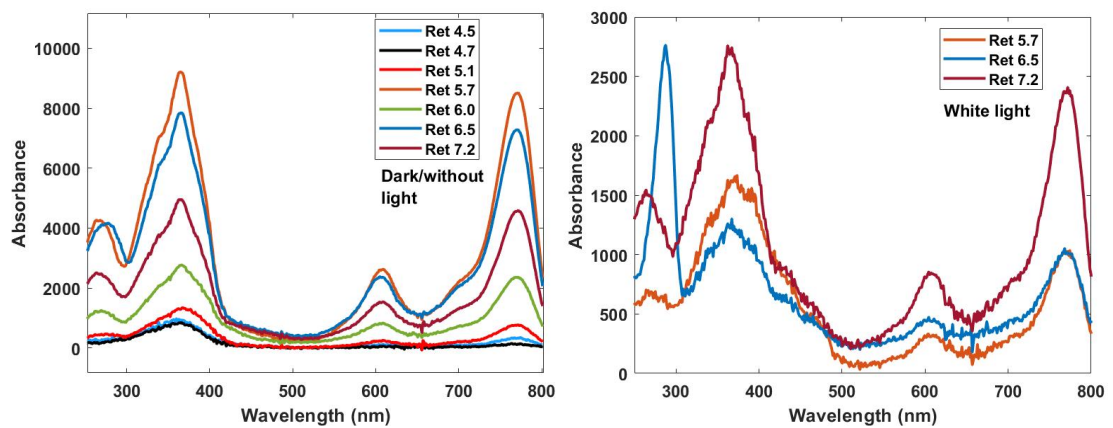 10000
8000
6000
4000
2000
0
Absorbance
300
400
500
600
700
800
Wavelength (nm)
Ret 4.5
Ret 4.7
Ret 5.1
Ret 5.7
Ret 6.0
Ret 6.5
Ret 7.2
Dark/without
light
3000
2500
2000
1500
1000
500
0
Absorbance
300
400
500
600
700
800
Wavelength (nm)
Ret 5.7
Ret 6.5
Ret 7.2
White light